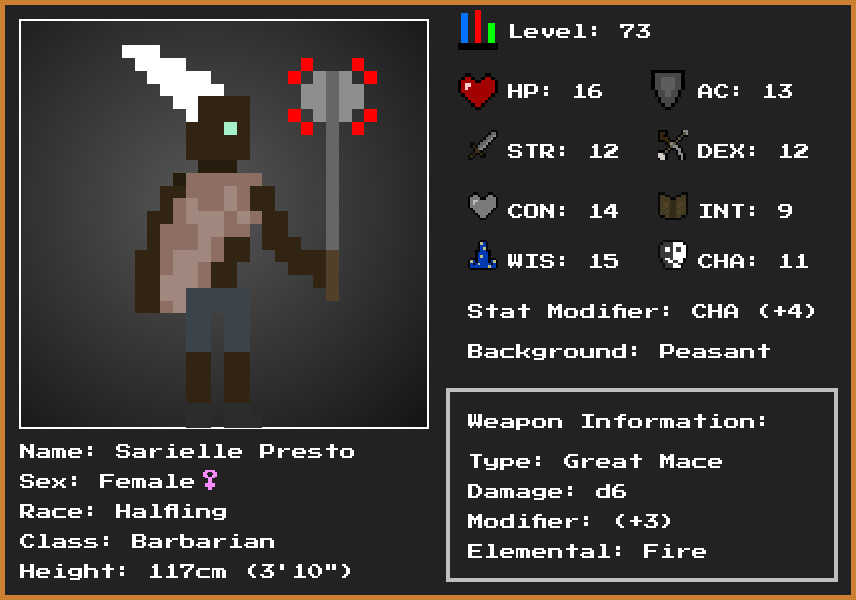 Level: 73
HP: 16
AC: 13
STR: 12
DEX: 12
CON: 14
INT: 9
WIS: 15
CHA: 11
Stat Modifier: CHA (+4)
Background: Peasant
Weapon Information:
Type: Great Mace
Damage: d6
Modifier: (+3)
Elemental: Fire
Name: Sarielle Presto
Sex: Female♀
Race: Halfling
Class: Barbarian
Height: 117cm (3'10")